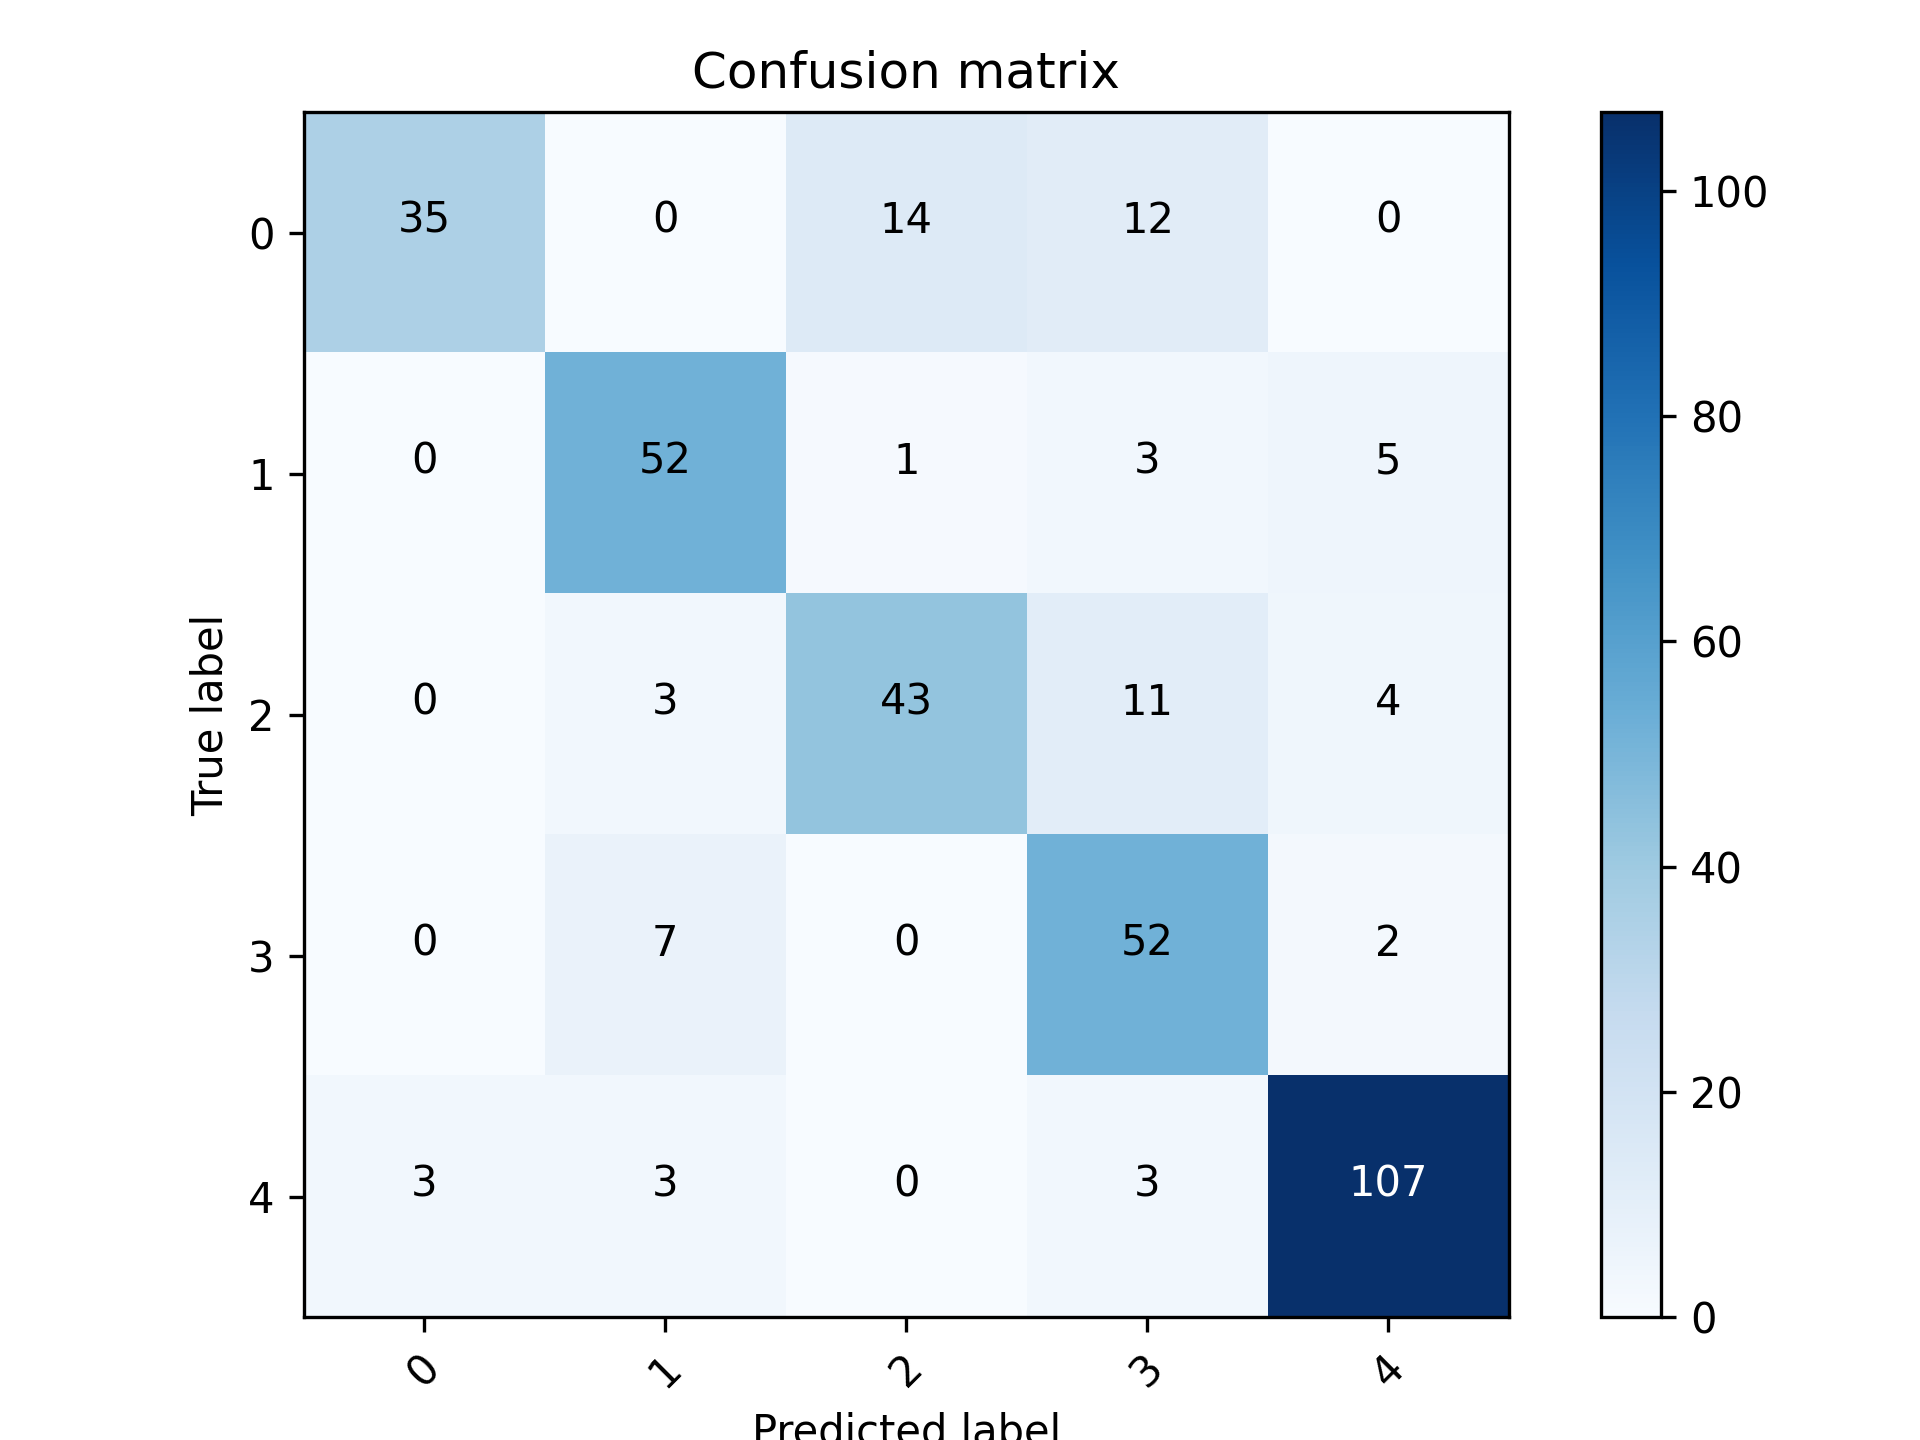 Confusion matrix
0 35 0 14 12 0
1 0 52 1 3 5
2 0 3 43 11 4
3 0 7 0 52 2
4 3 3 0 3 107
0 1 2 3 4
True label
Predicted label
100
80
60
40
20
0